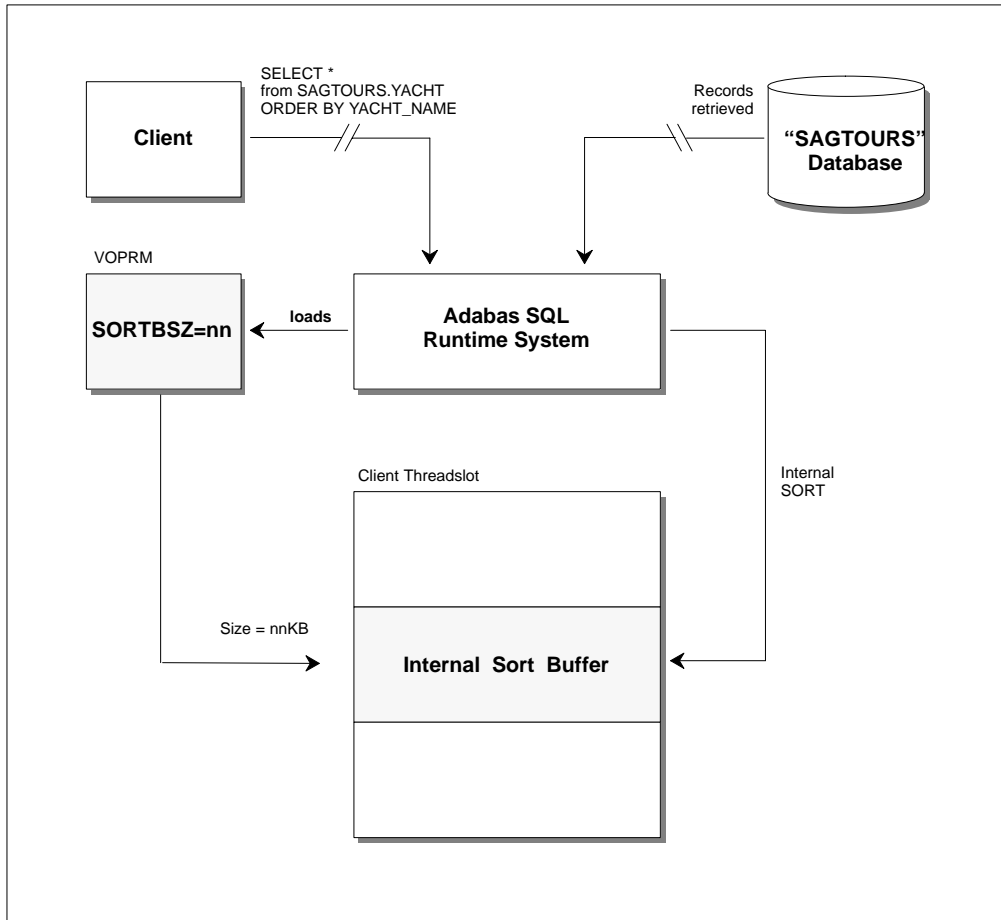 SELECT *
from SAGTOURS.YACHT
ORDER BY YACHT_NAME
Client
Records
retrieved
“SAGTOURS”
Database
VOPRM
SORTBSZ=nn
loads
Adabas SQL
Runtime System
Client Threadslot
Internal
SORT
Size = nnKB
Internal Sort Buffer